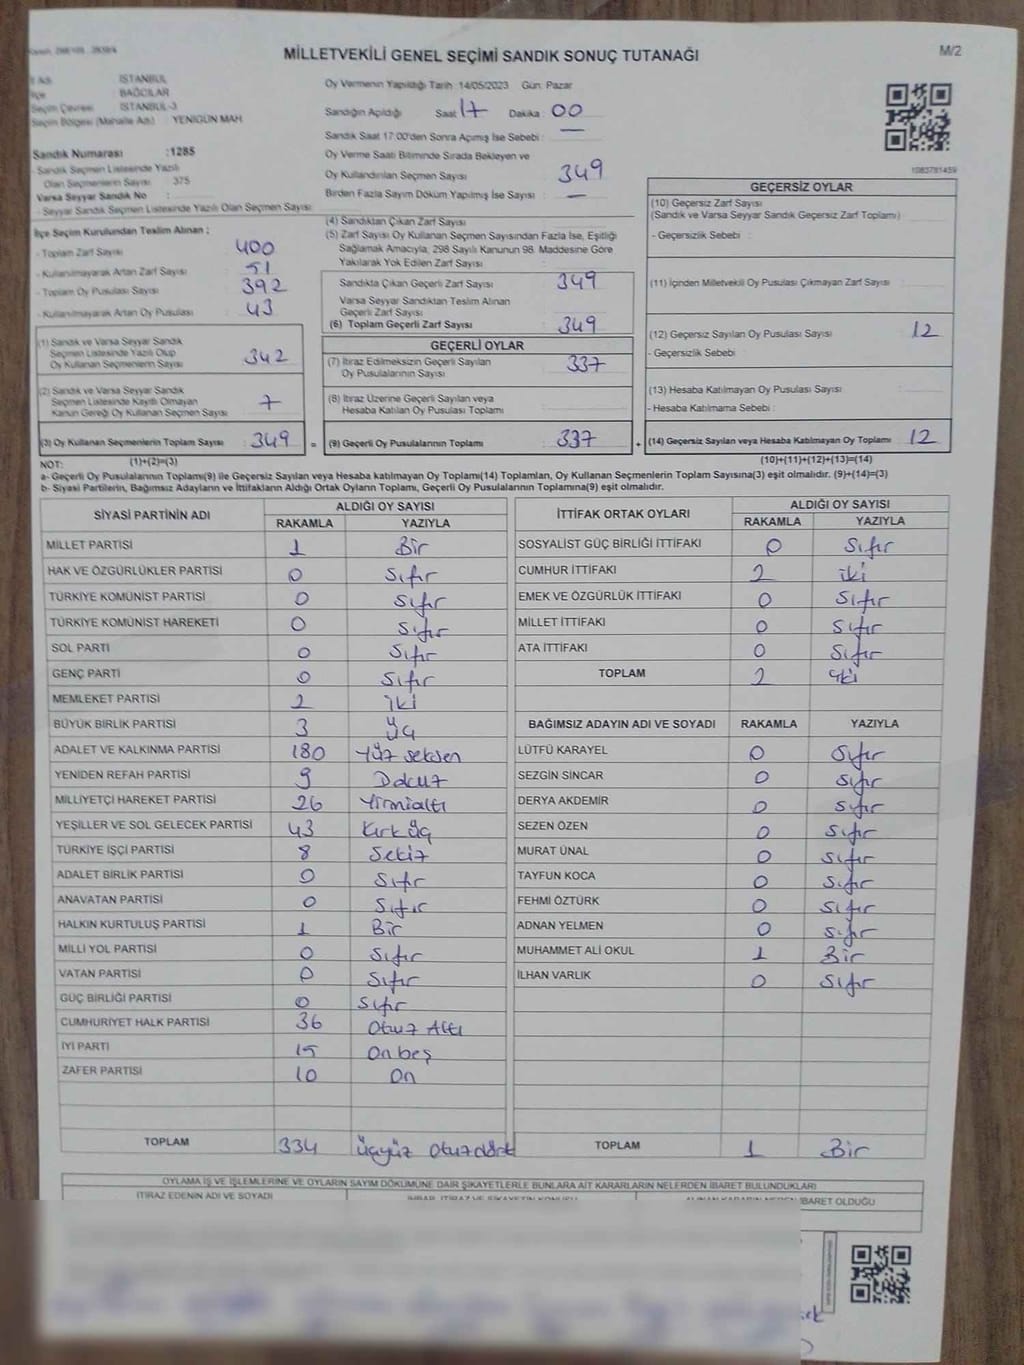 MİLLETVEKİLİ GENEL SEÇİMİ SANDIK SONUÇ TUTANAĞI
M/2
İl Adı : İSTANBUL
İlçe : BAĞCILAR
Seçim Çevresi : İSTANBUL-3
Seçim Bölgesi (Mahalle Adı) : YENİGÜN MAH
Sandık Numarası :1285
- Sandık Seçmen Listesinde Yazılı
Olan Seçmenlerin Sayısı : 375
Varsa Seyyar Sandık No :
- Seyyar Sandık Seçmen Listesinde Yazılı Olan Seçmen Sayısı
İlçe Seçim Kurulundan Teslim Alınan ;
- Toplam Zarf Sayısı : 400
- Kullanılmayarak Artan Zarf Sayısı : 51
- Toplam Oy Pusulası Sayısı : 392
- Kullanılmayarak Artan Oy Pusulası : 43
Oy Vermenin Yapıldığı Tarih :14/05/2023 Gün: Pazar
Sandığın Açıldığı Saat 17 Dakika : 00
Sandık Saat 17:00'den Sonra Açımış İse Sebebi : —
Oy Verme Saati Bitiminde Sırada Bekleyen ve
Oy Kullandırılan Seçmen Sayısı : 349
Birden Fazla Sayım Döküm Yapılmış İse Sayısı : —
(4) Sandıktan Çıkan Zarf Sayısı
(5) Zarf Sayısı Oy Kullanan Seçmen Sayısından Fazla İse, Eşitliği
Sağlamak Amacıyla, 298 Sayılı Kanunun 98. Maddesine Göre
Yakılarak Yok Edilen Zarf Sayısı :
Sandıkta Çıkan Geçerli Zarf Sayısı : 349
Varsa Seyyar Sandıktan Teslim Alınan
Geçerli Zarf Sayısı :
(6) Toplam Geçerli Zarf Sayısı : 349
1083781459
GEÇERSİZ OYLAR
(10) Geçersiz Zarf Sayısı
(Sandık ve Varsa Seyyar Sandık Geçersiz Zarf Toplamı)
- Geçersizlik Sebebi :
(11) İçinden Milletvekili Oy Pusulası Çıkmayan Zarf Sayısı :
(12) Geçersiz Sayılan Oy Pusulası Sayısı : 12
- Geçersizlik Sebebi
(13) Hesaba Katılmayan Oy Pusulası Sayısı :
- Hesaba Katılmama Sebebi :
(14) Geçersiz Sayılan veya Hesaba Katılmayan Oy Toplamı : 12
(10)+(11)+(12)+(13)=(14)
(1) Sandık ve Varsa Seyyar Sandık
Seçmen Listesinde Yazılı Olup
Oy Kullanan Seçmenlerin Sayısı : 342
(2) Sandık ve Varsa Seyyar Sandık
Seçmen Listesinde Kayıtlı Olmayan
Kanun Gereği Oy Kullanan Seçmen Sayısı : 7
(3) Oy Kullanan Seçmenlerin Toplam Sayısı : 349 =
(1)+(2)=(3)
GEÇERLİ OYLAR
(7) İtiraz Edilmeksizin Geçerli Sayılan
Oy Pusulalarının Sayısı : 337
(8) İtiraz Üzerine Geçerli Sayılan veya
Hesaba Katılan Oy Pusulası Toplamı :
(9) Geçerli Oy Pusulalarının Toplamı : 337 +
NOT:
a- Geçerli Oy Pusulalarının Toplamı(9) ile Geçersiz Sayılan veya Hesaba katılmayan Oy Toplamı(14) Toplamları, Oy Kullanan Seçmenlerin Toplam Sayısına(3) eşit olmalıdır. (9)+(14)=(3)
b- Siyasi Partilerin, Bağımsız Adayların ve İttifakların Aldığı Ortak Oyların Toplamı, Geçerli Oy Pusulalarının Toplamına(9) eşit olmalıdır.
SİYASİ PARTİNİN ADI ALDIĞI OY SAYISI
RAKAMLA YAZIYLA
MİLLET PARTİSİ 1 Bir
HAK VE ÖZGÜRLÜKLER PARTİSİ 0 Sıfır
TÜRKİYE KOMÜNİST PARTİSİ 0 Sıfır
TÜRKİYE KOMÜNİST HAREKETİ 0 Sıfır
SOL PARTİ 0 Sıfır
GENÇ PARTİ 0 Sıfır
MEMLEKET PARTİSİ 2 İki
BÜYÜK BİRLİK PARTİSİ 3 Üç
ADALET VE KALKINMA PARTİSİ 180 Yüz seksen
YENİDEN REFAH PARTİSİ 9 Dokuz
MİLLİYETÇİ HAREKET PARTİSİ 26 Yirmialtı
YEŞİLLER VE SOL GELECEK PARTİSİ 43 Kırk üç
TÜRKİYE İŞÇİ PARTİSİ 8 Sekiz
ADALET BİRLİK PARTİSİ 0 Sıfır
ANAVATAN PARTİSİ 0 Sıfır
HALKIN KURTULUŞ PARTİSİ 1 Bir
MİLLİ YOL PARTİSİ 0 Sıfır
VATAN PARTİSİ 0 Sıfır
GÜÇ BİRLİĞİ PARTİSİ 0 Sıfır
CUMHURİYET HALK PARTİSİ 36 Otuz Altı
İYİ PARTİ 15 On beş
ZAFER PARTİSİ 10 On
TOPLAM 334 Üçyüz Otuzdört
İTTİFAK ORTAK OYLARI ALDIĞI OY SAYISI
RAKAMLA YAZIYLA
SOSYALİST GÜÇ BİRLİĞİ İTTİFAKI 0 Sıfır
CUMHUR İTTİFAKI 2 iki
EMEK VE ÖZGÜRLÜK İTTİFAKI 0 Sıfır
MİLLET İTTİFAKI 0 Sıfır
ATA İTTİFAKI 0 Sıfır
TOPLAM 2 iki
BAĞIMSIZ ADAYIN ADI VE SOYADI RAKAMLA YAZIYLA
LÜTFÜ KARAYEL 0 Sıfır
SEZGİN SİNCAR 0 Sıfır
DERYA AKDEMİR 0 Sıfır
SEZEN ÖZEN 0 Sıfır
MURAT ÜNAL 0 Sıfır
TAYFUN KOCA 0 Sıfır
FEHMİ ÖZTÜRK 0 Sıfır
ADNAN YELMEN 0 Sıfır
MUHAMMET ALİ OKUL 1 Bir
İLHAN VARLIK 0 Sıfır
TOPLAM 1 Bir
OYLAMA İŞ VE İŞLEMLERİNE VE OYLARIN SAYIM DÖKÜMÜNE DAİR ŞİKAYETLERLE BUNLARA AİT KARARLARIN NELERDEN İBARET BULUNDUKLARI
İTİRAZ EDENİN ADI VE SOYADI İHBAR, İTİRAZ VE ŞİKAYETİN KONUSU ALINAN KARARIN NEDEN İBARET OLDUĞU